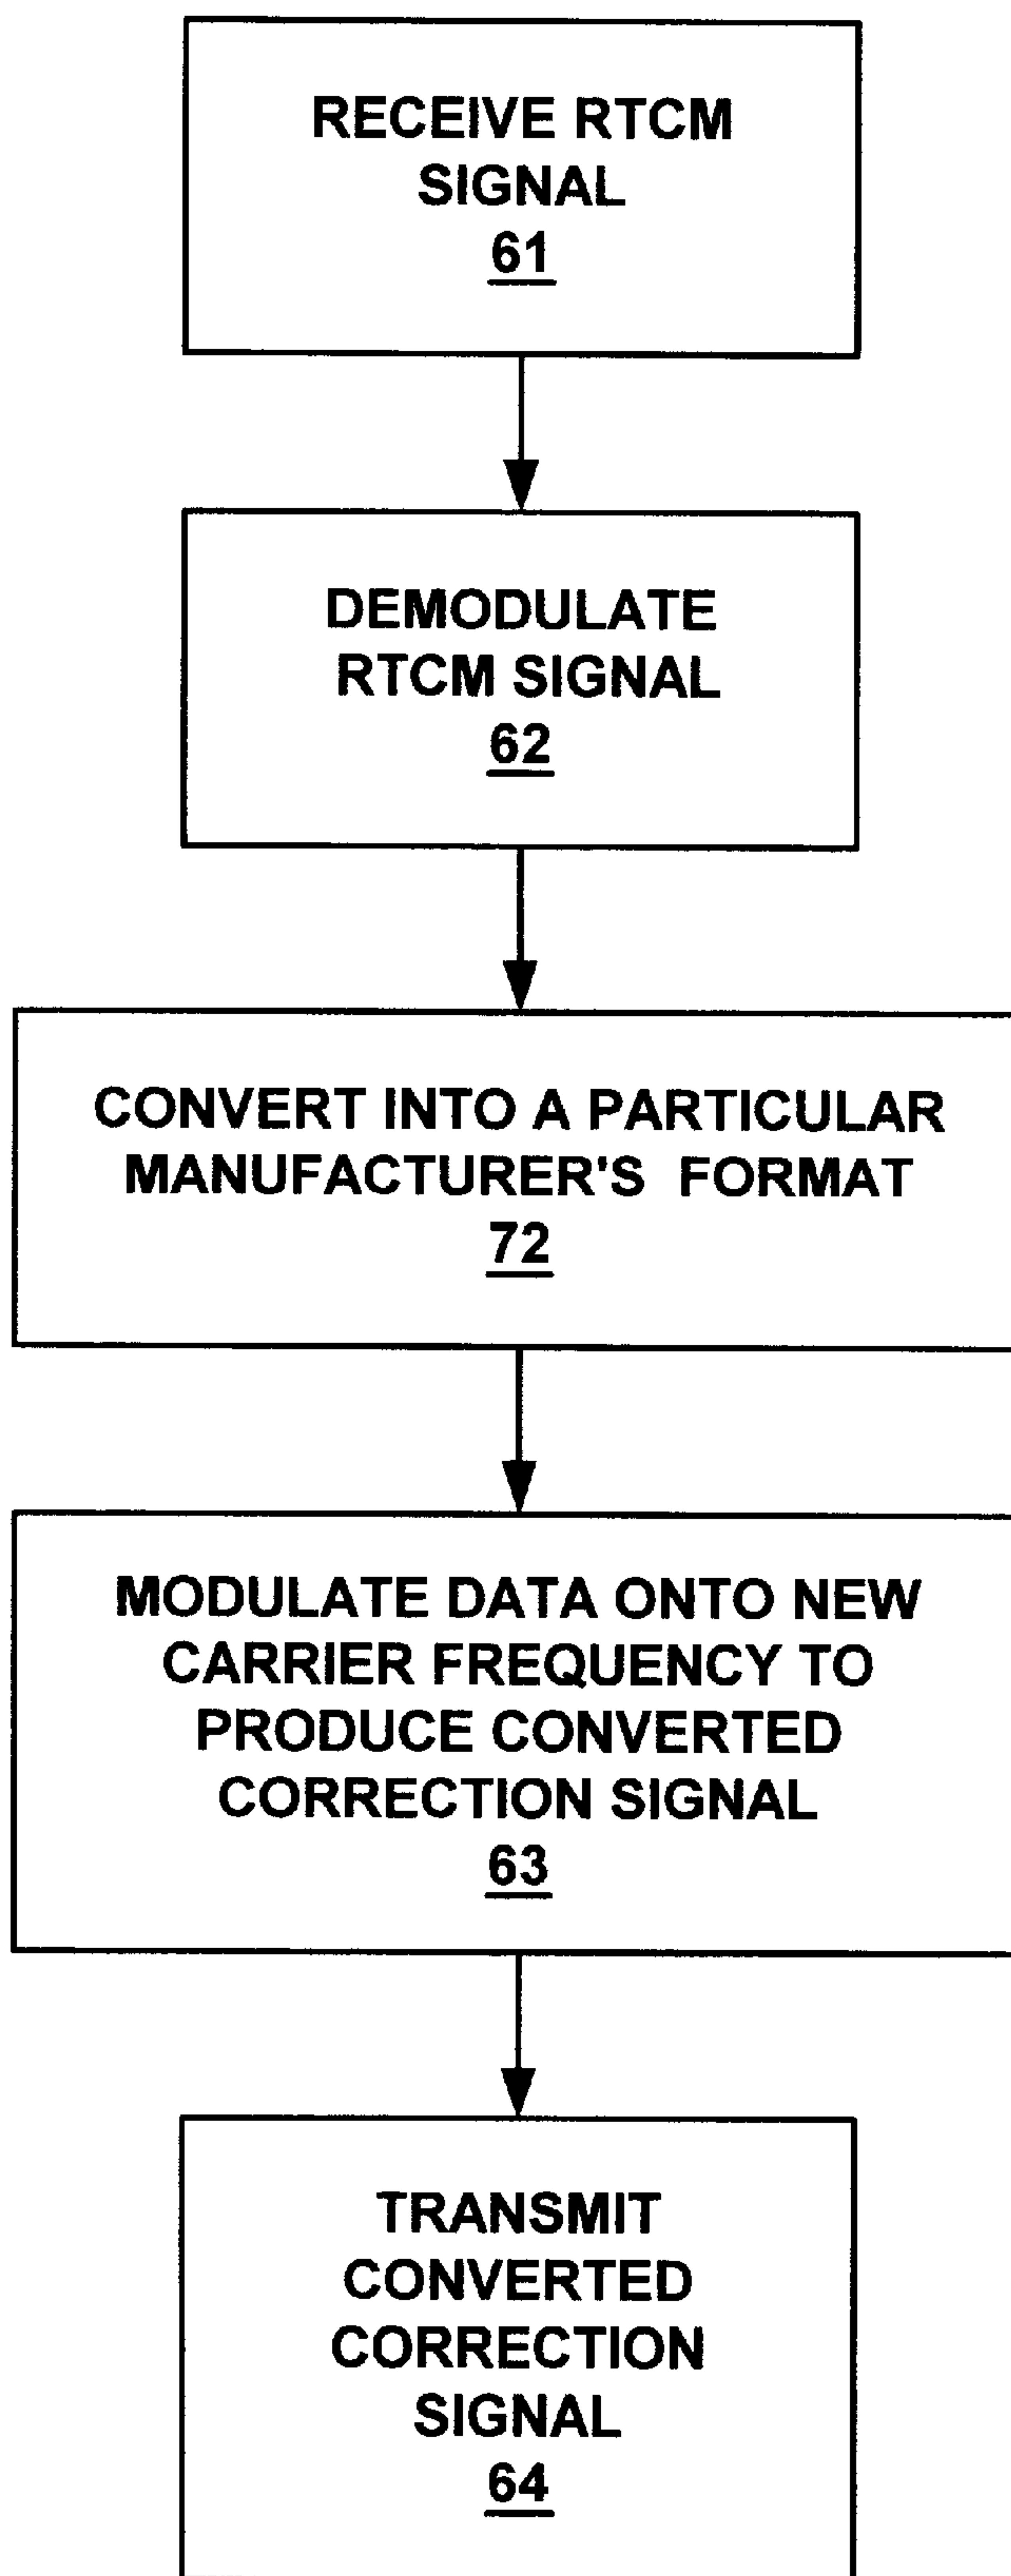 RECEIVE RTCM
SIGNAL
61
DEMODULATE
RTCM SIGNAL
62
CONVERT INTO A PARTICULAR
MANUFACTURER'S FORMAT
72
MODULATE DATA ONTO NEW
CARRIER FREQUENCY TO
PRODUCE CONVERTED
CORRECTION SIGNAL
63
TRANSMIT
CONVERTED
CORRECTION
SIGNAL
64